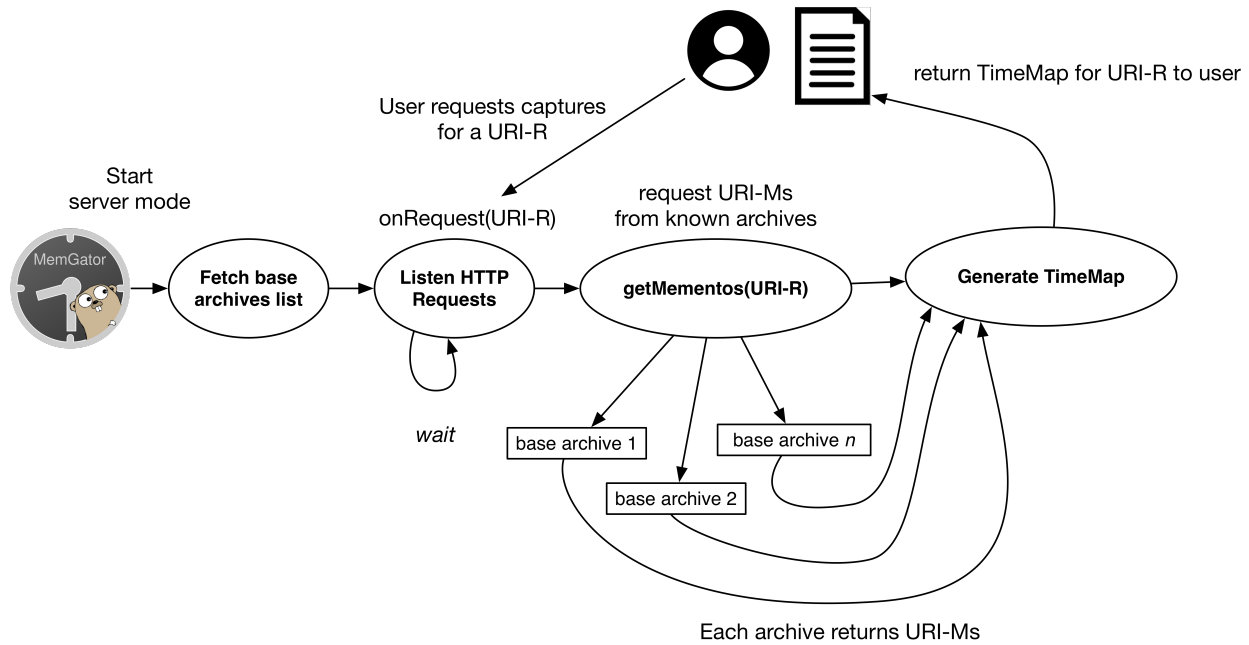 return TimeMap for URI-R to user
User requests captures
for a URI-R
Start
server mode
request URI-Ms
from known archives
onRequest(URI-R)
MemGator
Fetch base
archives list
Listen HTTP
Requests
getMementos(URI-R)
Generate TimeMap
wait
base archive 1
base archive n
base archive 2
Each archive returns URI-Ms